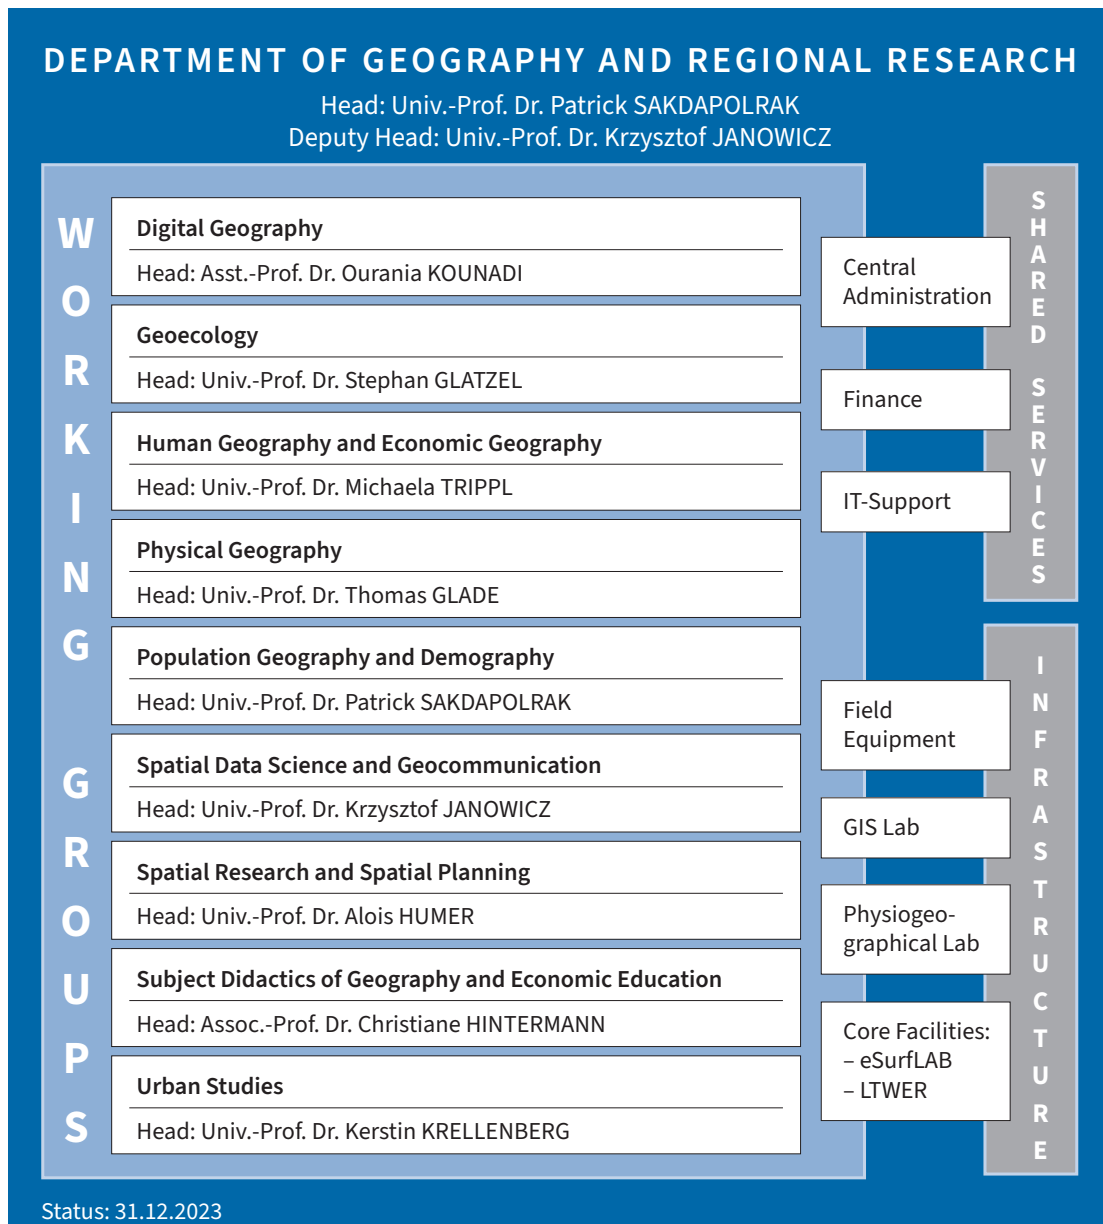 DEPARTMENT OF GEOGRAPHY AND REGIONAL RESEARCH
Head: Univ.-Prof. Dr. Patrick SAKDAPOLRAK
Deputy Head: Univ.-Prof. Dr. Krzysztof JANOWICZ
WORKING GROUPS
Digital Geography
Head: Asst.-Prof. Dr. Ourania KOUNADI
Geoecology
Head: Univ.-Prof. Dr. Stephan GLATZEL
Human Geography and Economic Geography
Head: Univ.-Prof. Dr. Michaela TRIPPL
Physical Geography
Head: Univ.-Prof. Dr. Thomas GLADE
Population Geography and Demography
Head: Univ.-Prof. Dr. Patrick SAKDAPOLRAK
Spatial Data Science and Geocommunication
Head: Univ.-Prof. Dr. Krzysztof JANOWICZ
Spatial Research and Spatial Planning
Head: Univ.-Prof. Dr. Alois HUMER
Subject Didactics of Geography and Economic Education
Head: Assoc.-Prof. Dr. Christiane HINTERMANN
Urban Studies
Head: Univ.-Prof. Dr. Kerstin KRELLENBERG
SHARED SERVICES
Central
Administration
Finance
IT-Support
INFRASTRUCTURE
Field
Equipment
GIS Lab
Physiogeo-
graphical Lab
Core Facilities:
– eSurfLAB
– LTWER
Status: 31.12.2023